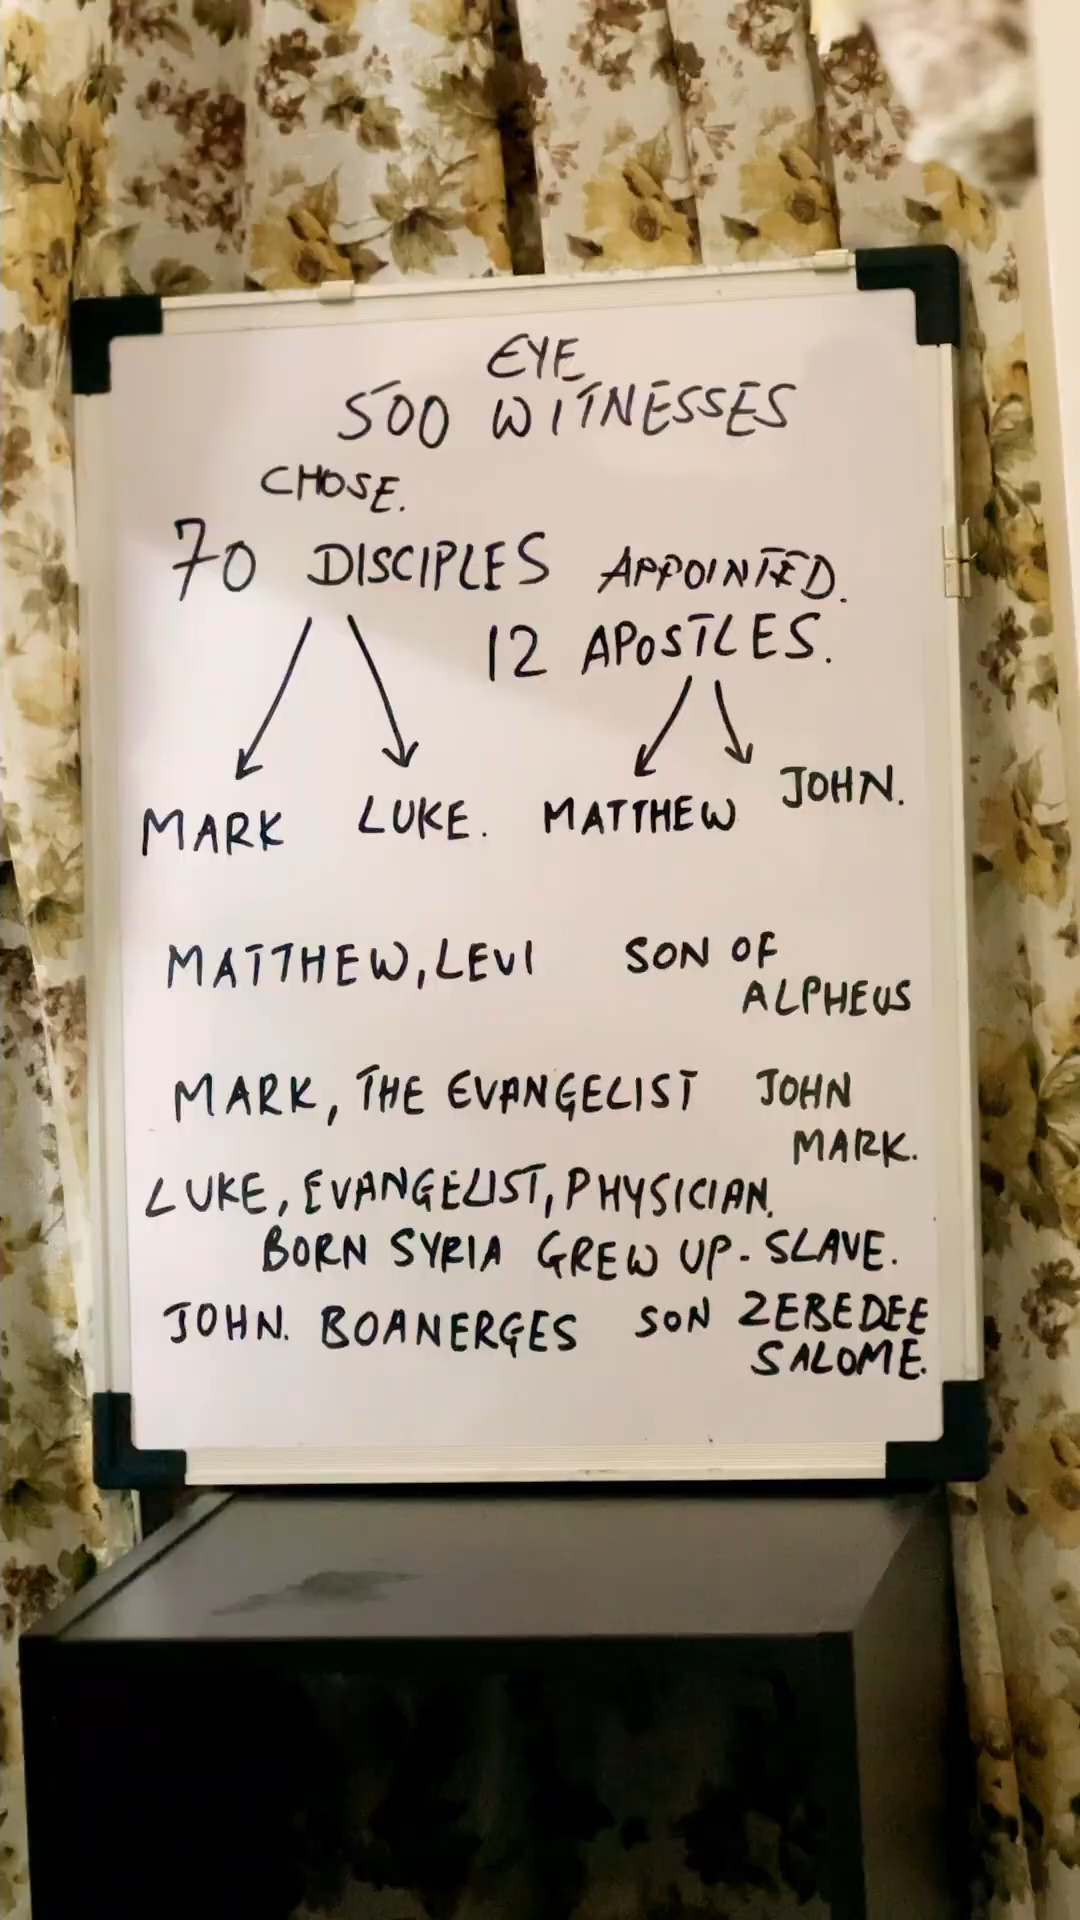 EYE
500 WITNESSES
CHOSE.
70 DISCIPLES APPOINTED.
12 APOSTLES.
MARK LUKE. MATTHEW JOHN.
MATTHEW, LEVI SON OF
ALPHEUS
MARK, THE EVANGELIST JOHN
MARK.
LUKE, EVANGELIST, PHYSICIAN.
BORN SYRIA GREW UP - SLAVE.
JOHN. BOANERGES SON ZEBEDEE
SALOME.